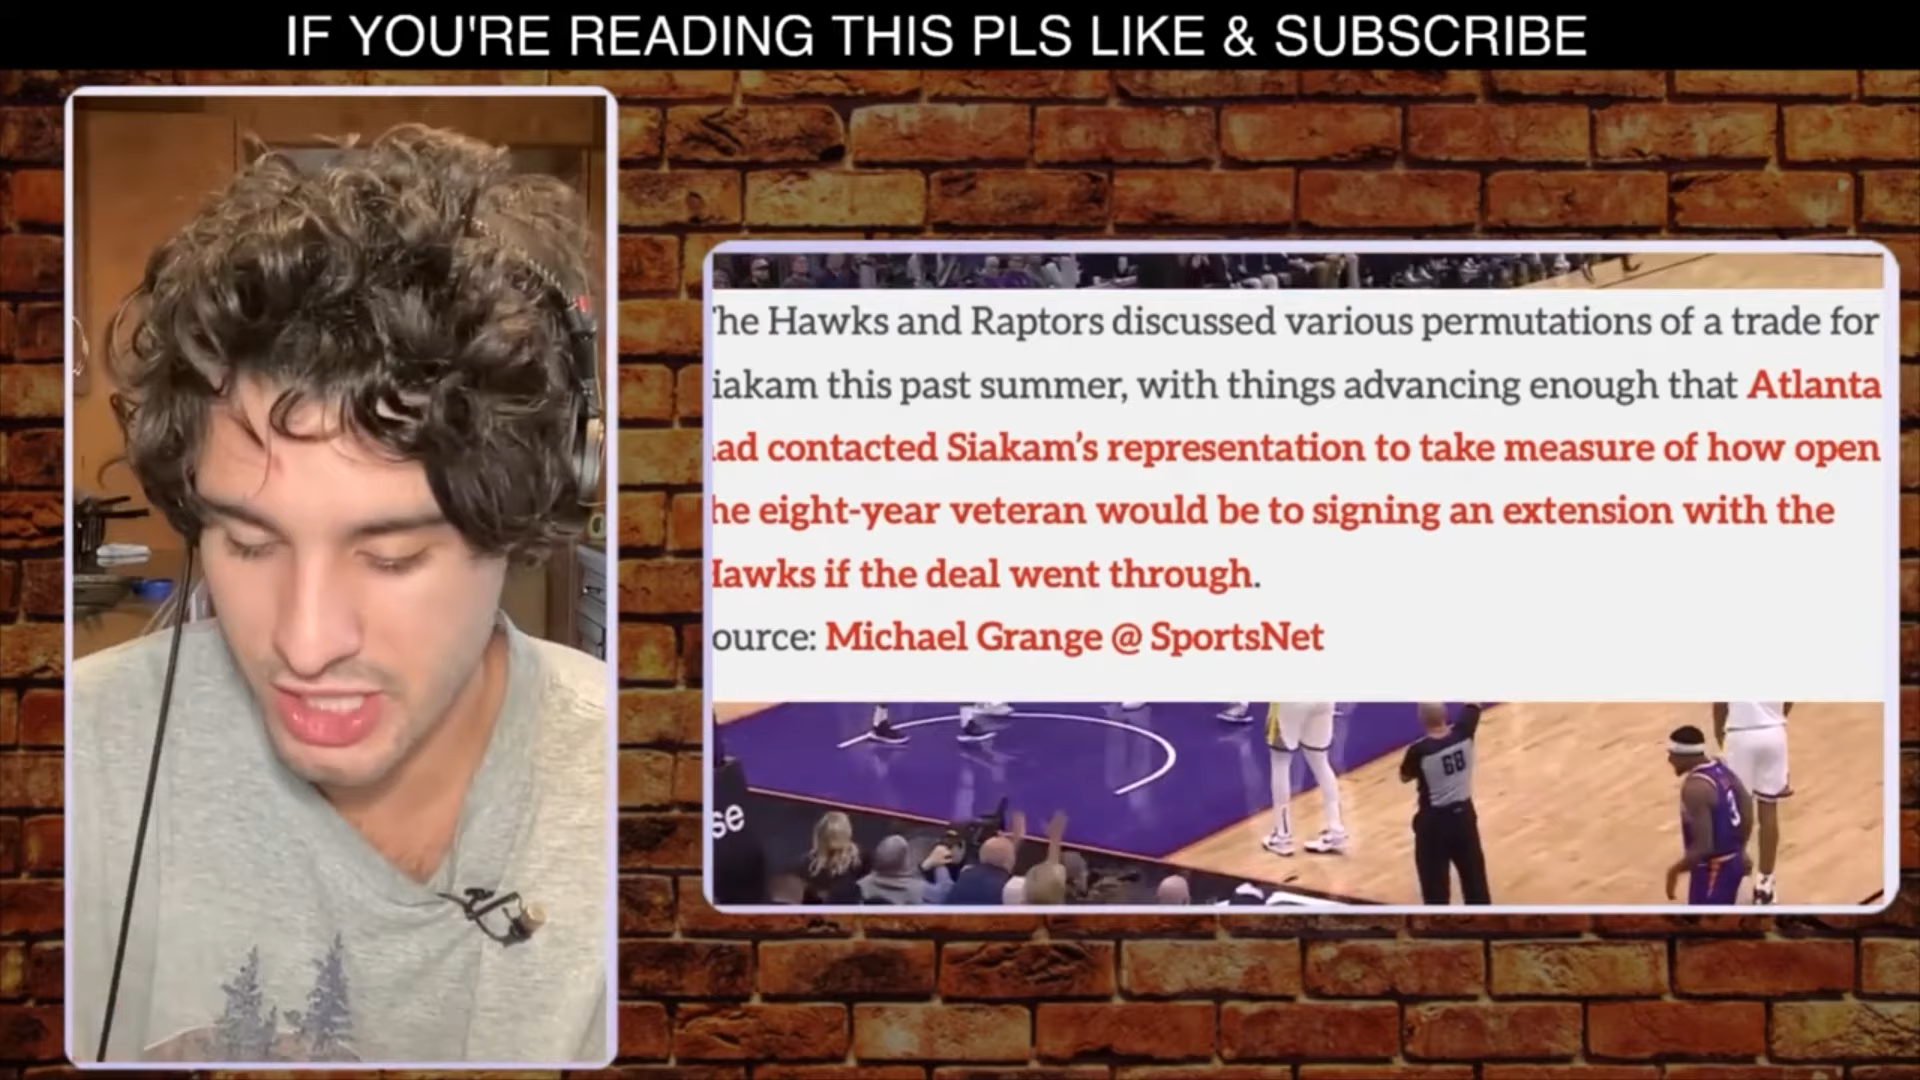 IF YOU'RE READING THIS PLS LIKE & SUBSCRIBE
he Hawks and Raptors discussed various permutations of a trade for
iakam this past summer, with things advancing enough that Atlanta
ad contacted Siakam's representation to take measure of how open
he eight-year veteran would be to signing an extension with the
awks if the deal went through.
ource: Michael Grange @ SportsNet
68
3
se